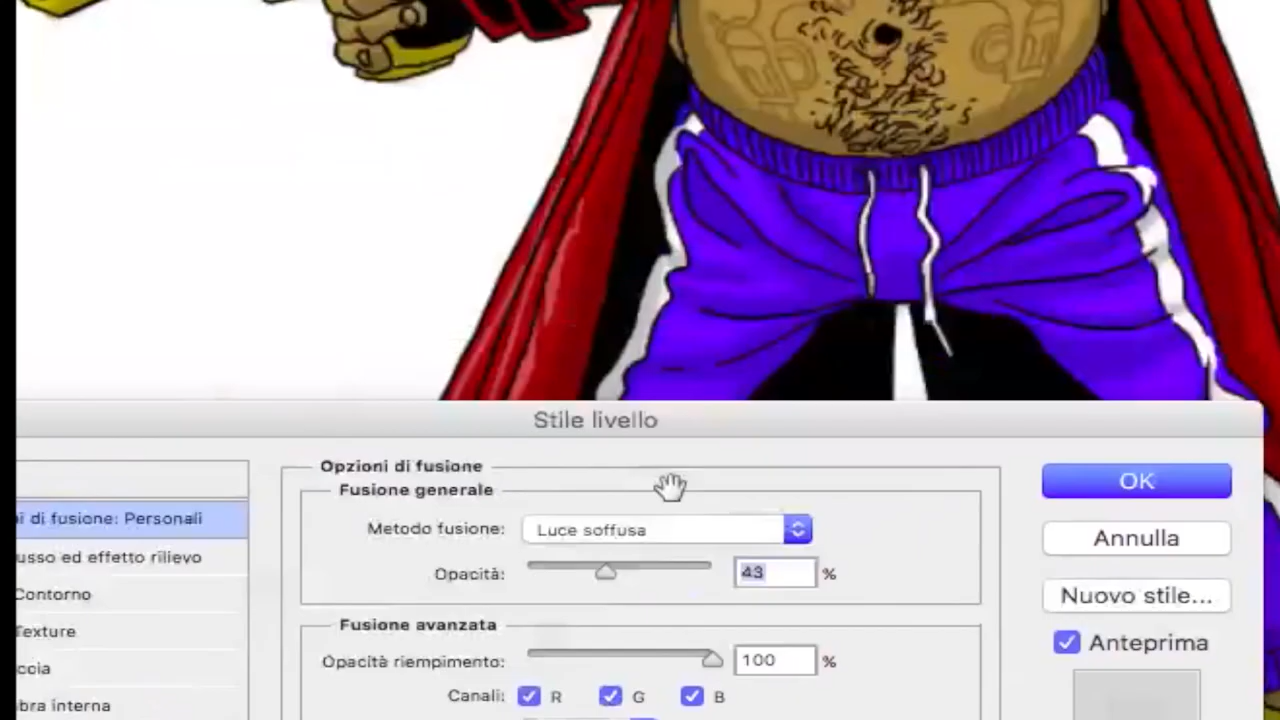 Stile livello
Opzioni di fusione
Fusione generale
OK
i di fusione: Personali
Metodo fusione: Luce soffusa
Annulla
usso ed effetto rilievo
Opacità: 43 %
Contorno
Nuovo stile...
Fusione avanzata
Texture
Anteprima
Opacità riempimento: 100 %
ccia
Canali: R G B
bra interna